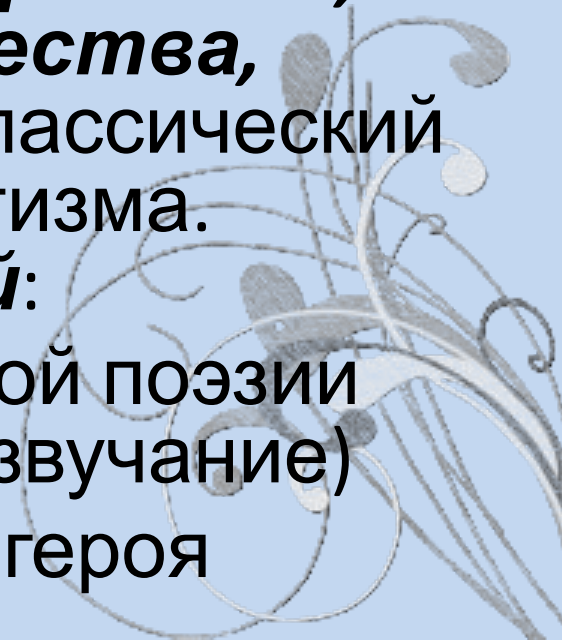 ества,
лассический
тизма.
й:
ой поэзии
звучание)
героя